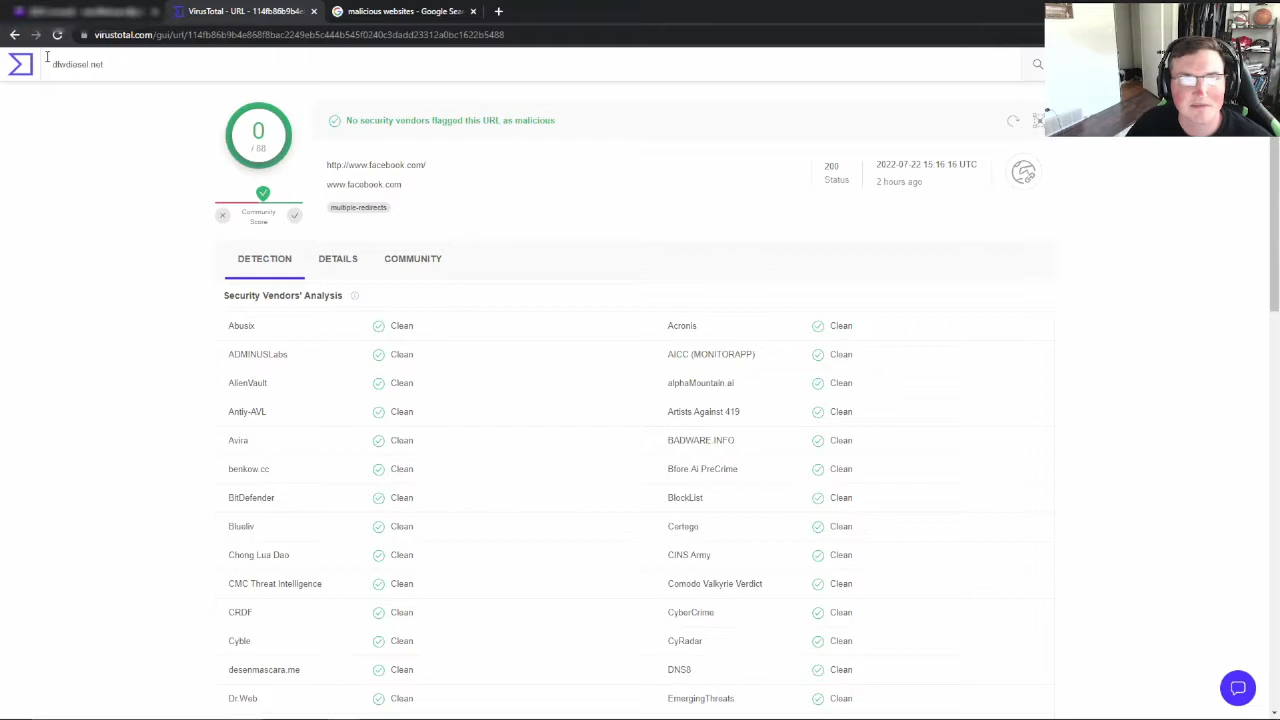 VirusTotal - URL - 114fb86b9b4e
malicious websites - Google Sea
virustotal.com/gui/url/114fb86b9b4e868f8bac2249eb5c444b545f0240c3dadd23312a0bc1622b5488
dfwdiesel.net
0
/ 88
No security vendors flagged this URL as malicious
http://www.facebook.com/
www.facebook.com
multiple-redirects
200
Status
2022-07-22 15:16:16 UTC
2 hours ago
Community
Score
DETECTION DETAILS COMMUNITY
Security Vendors' Analysis
Abusix Clean Acronis Clean
ADMINUSLabs Clean AICC (MONITORAPP) Clean
AlienVault Clean alphaMountain.ai Clean
Antiy-AVL Clean Artists Against 419 Clean
Avira Clean BADWARE.INFO Clean
benkow.cc Clean Bfore.Ai PreCrime Clean
BitDefender Clean BlockList Clean
Blueliv Clean Certego Clean
Chong Lua Dao Clean CINS Army Clean
CMC Threat Intelligence Clean Comodo Valkyrie Verdict Clean
CRDF Clean CyberCrime Clean
Cyble Clean CyRadar Clean
desenmascara.me Clean DNS8 Clean
Dr.Web Clean EmergingThreats Clean